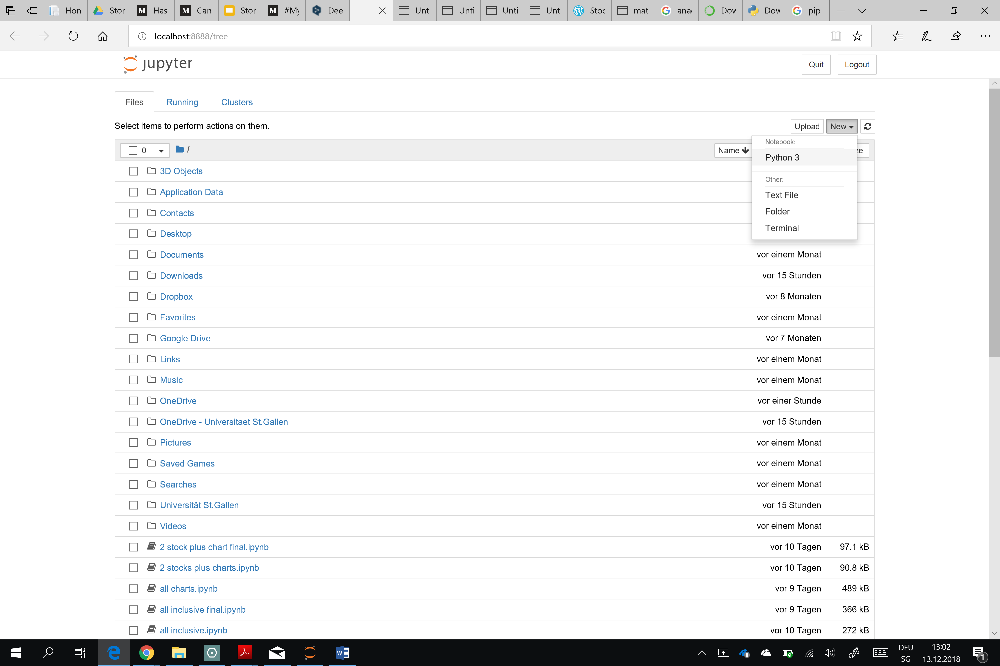 Hon Stor Has Can Stor #My Dee Unti Unti Unti Unti Stoc mat anac Dow Dow pip
localhost:8888/tree
jupyter
Quit Logout
Files Running Clusters
Select items to perform actions on them.
Upload New
0 /
Name ze
Notebook:
Python 3
Other:
Text File
Folder
Terminal
3D Objects
Application Data
Contacts
Desktop
Documents vor einem Monat
Downloads vor 15 Stunden
Dropbox vor 8 Monaten
Favorites vor einem Monat
Google Drive vor 7 Monaten
Links vor einem Monat
Music vor einem Monat
OneDrive vor einer Stunde
OneDrive - Universitaet St.Gallen vor 15 Stunden
Pictures vor einem Monat
Saved Games vor einem Monat
Searches vor einem Monat
Universität St.Gallen vor 15 Stunden
Videos vor einem Monat
2 stock plus chart final.ipynb vor 10 Tagen 97.1 kB
2 stocks plus charts.ipynb vor 10 Tagen 90.8 kB
all charts.ipynb vor 9 Tagen 489 kB
all inclusive final.ipynb vor 9 Tagen 366 kB
all inclusive.ipynb vor 10 Tagen 272 kB
DEU 13:02
SG 13.12.2018 1